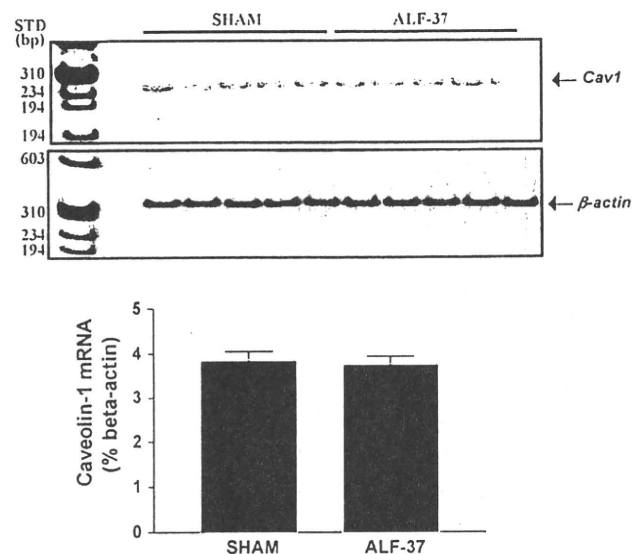 STD
(bp)
SHAM
ALF-37
310
234
194
194
Cav1
603
310
234
194
β-actin
Caveolin-1 mRNA
(% beta-actin)
5
4
3
2
1
0
SHAM
ALF-37